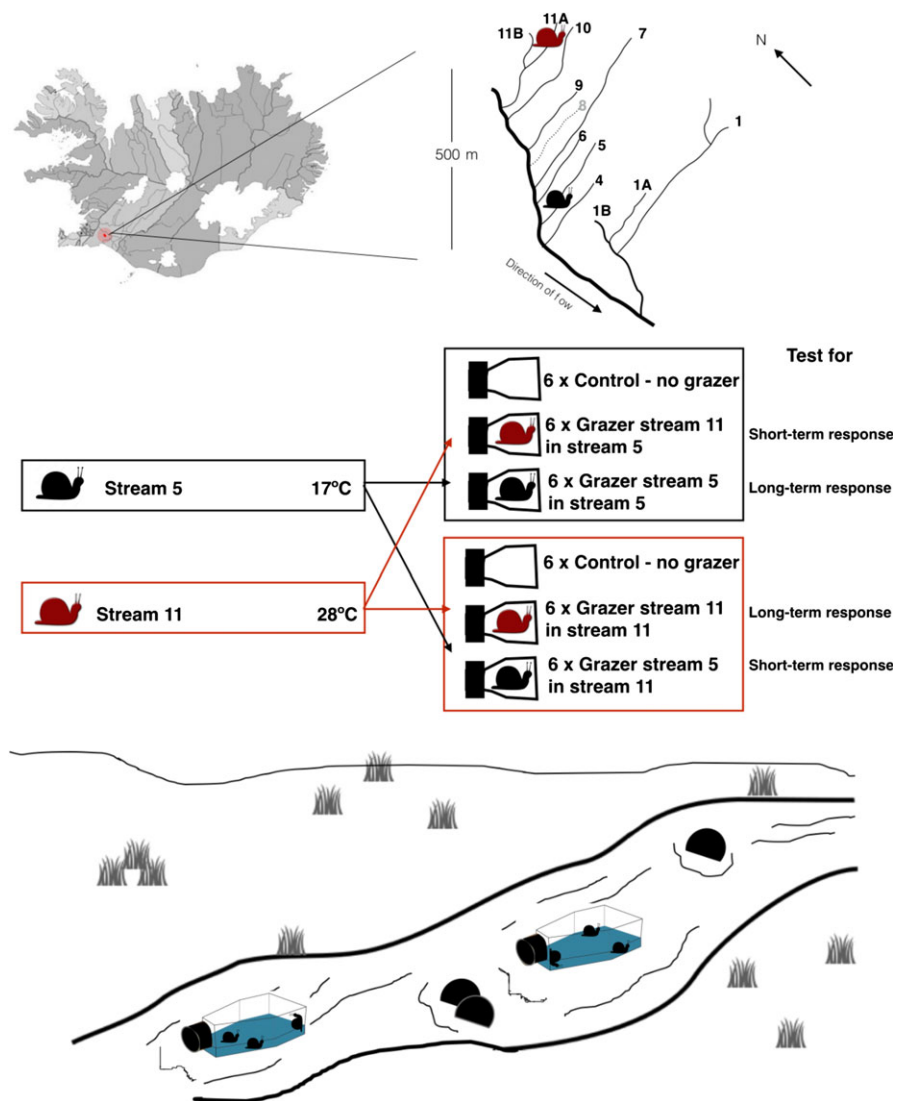 11A
11B
10
7
N
9
8
1
500 m
6
5
1A
4
1B
Direction of f ow
Test for
6 x Control - no grazer
6 x Grazer stream 11
in stream 5
Short-term response
Stream 5
17°C
6 x Grazer stream 5
in stream 5
Long-term response
6 x Control - no grazer
Stream 11
28°C
6 x Grazer stream 11
in stream 11
Long-term response
6 x Grazer stream 5
in stream 11
Short-term response